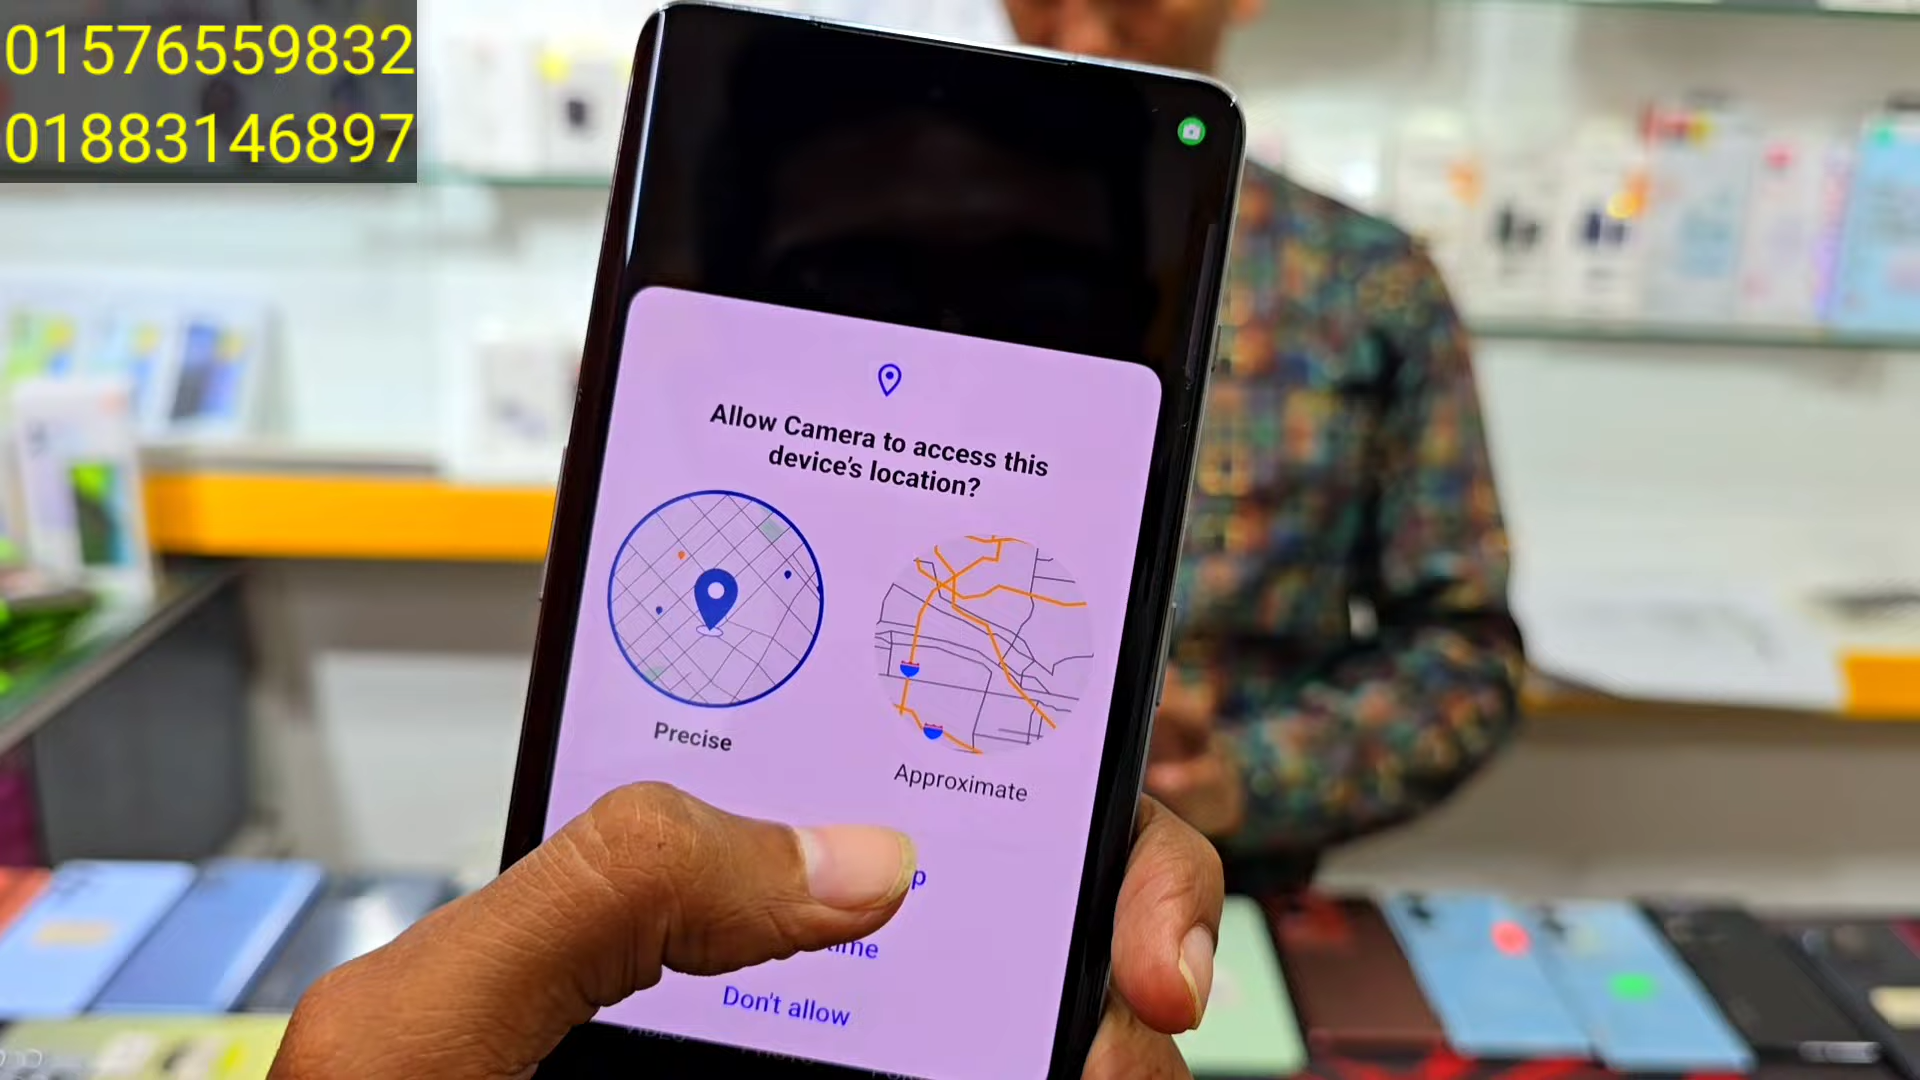 01576559832
01883146897
Allow Camera to access this
device's location?
Precise
Approximate
Don't allow